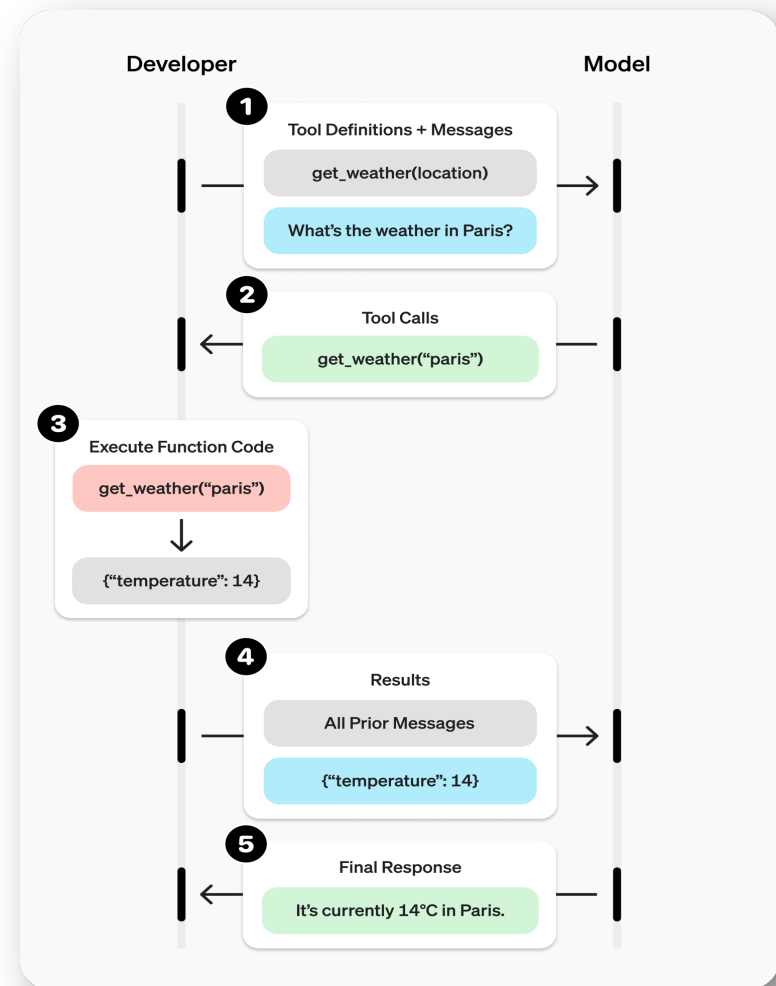 Developer
Model
1
Tool Definitions + Messages
get_weather(location)
What’s the weather in Paris?
2
Tool Calls
get_weather(“paris”)
3
Execute Function Code
get_weather(“paris”)
{“temperature”: 14}
4
Results
All Prior Messages
{“temperature”: 14}
5
Final Response
It’s currently 14°C in Paris.